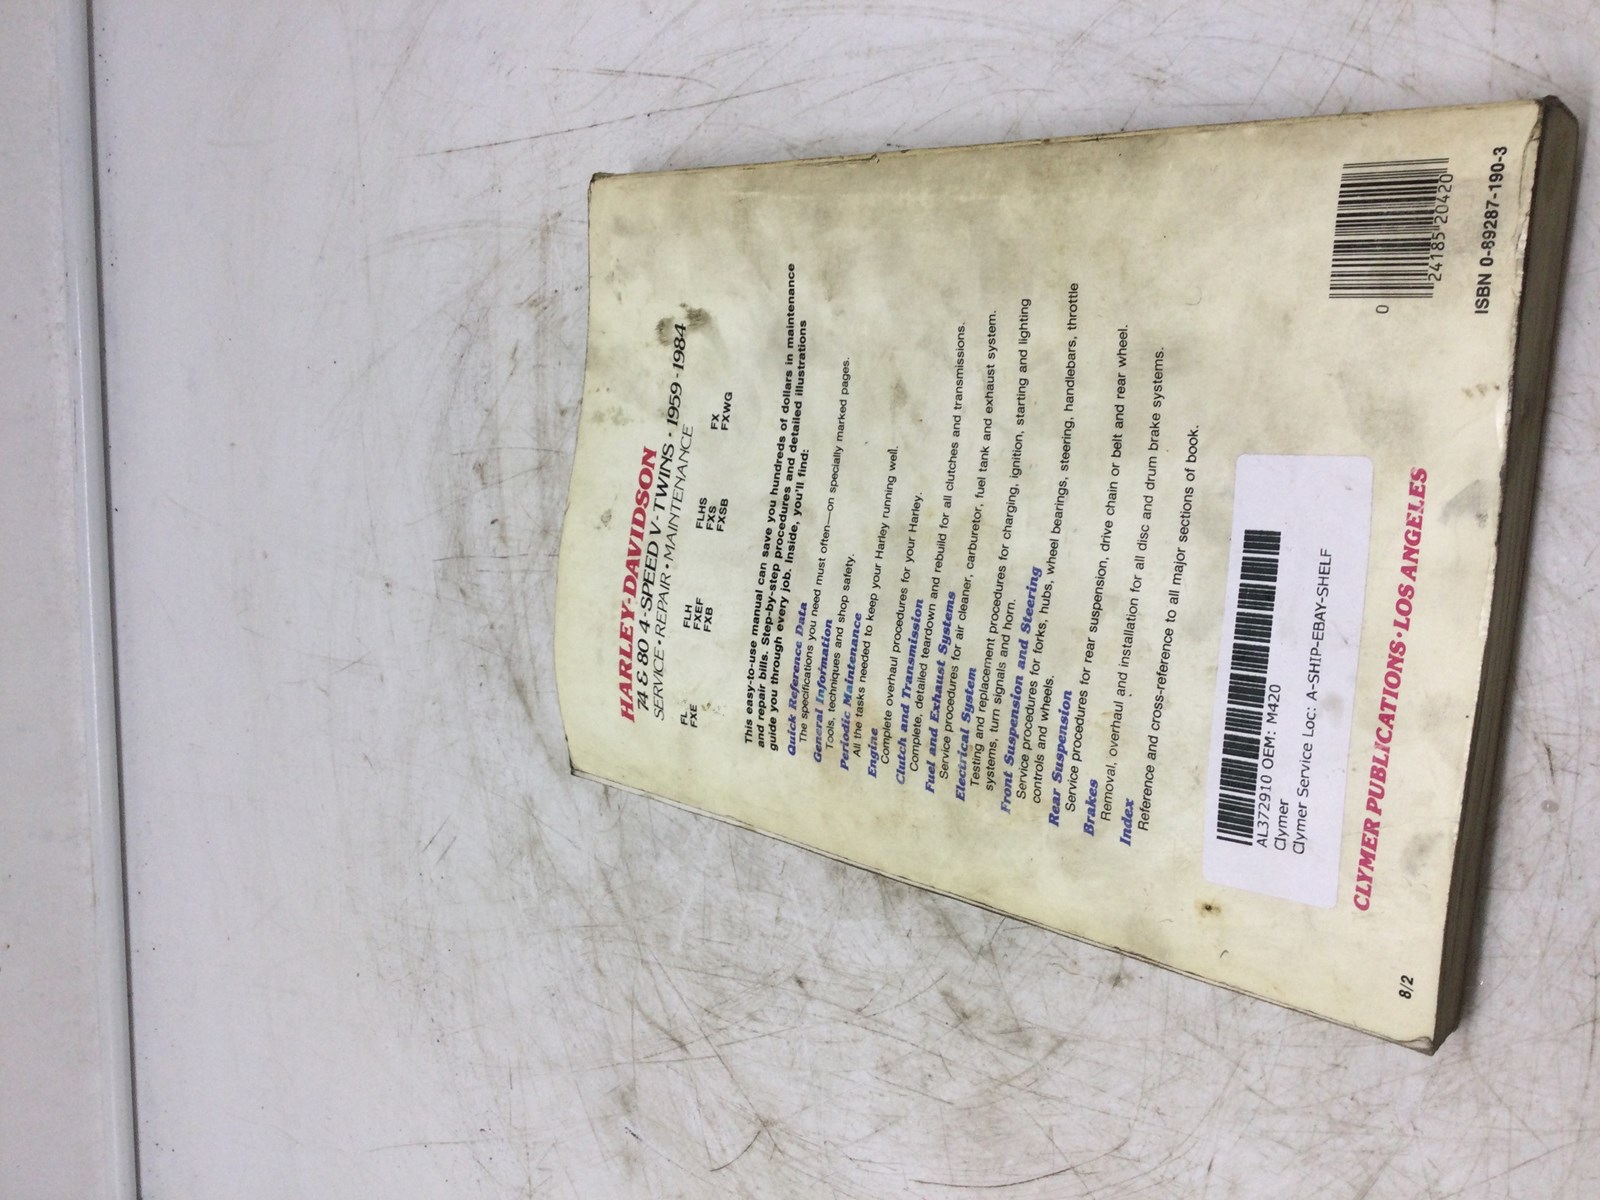 HARLEY-DAVIDSON
74 & 80 4-SPEED V-TWINS • 1959-1984
SERVICE • REPAIR • MAINTENANCE
FL FLH FLHS FX
FXE FXEF FXS FXWG
FXB FXSB
This easy-to-use manual can save you hundreds of dollars in maintenance
and repair bills. Step-by-step procedures and detailed illustrations
guide you through every job. Inside, you'll find:
Quick Reference Data
The specifications you need must often—on specially marked pages.
General Information
Tools, techniques and shop safety.
Periodic Maintenance
All the tasks needed to keep your Harley running well.
Engine
Complete overhaul procedures for your Harley.
Clutch and Transmission
Complete, detailed teardown and rebuild for all clutches and transmissions.
Fuel and Exhaust Systems
Service procedures for air cleaner, carburetor, fuel tank and exhaust system.
Electrical System
Testing and replacement procedures for charging, ignition, starting and lighting
systems, turn signals and horn.
Front Suspension and Steering
Service procedures for forks, hubs, wheel bearings, steering, handlebars, throttle
controls and wheels.
Rear Suspension
Service procedures for rear suspension, drive chain or belt and rear wheel.
Brakes
Removal, overhaul and installation for all disc and drum brake systems.
Index
Reference and cross-reference to all major sections of book.
AL372910 OEM: M420
Clymer
Clymer Service Loc: A-SHIP-EBAY-SHELF
CLYMER PUBLICATIONS • LOS ANGELES
0 24185 20420
ISBN 0-89287-190-3
8/2